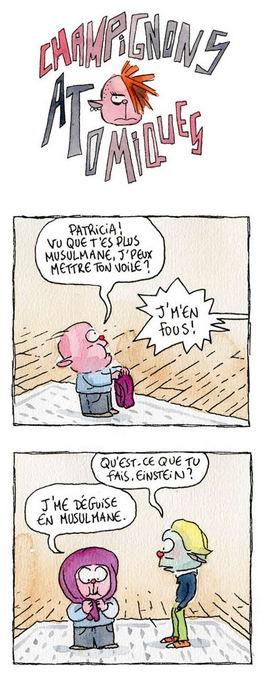 CHAMPIGNONS
ATOMIQUES
PATRICIA!
VU QUE T'ES PLUS
MUSULMANE, J'PEUX
METTRE TON VOILE?
J'M'EN
FOUS!
QU'EST-CE QUE TU
FAIS, EINSTEIN?
J'ME DÉGUISE
EN MUSULMANE.